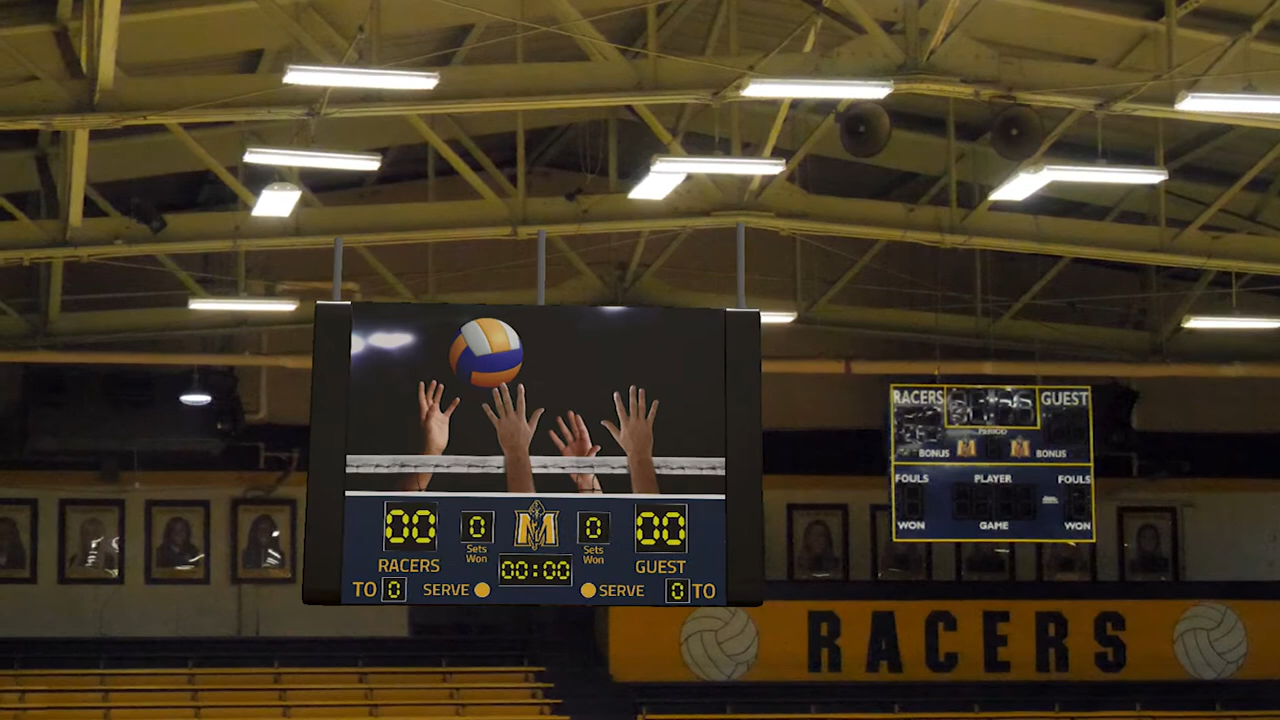 00
0
M
0
00
Sets
Won
Sets
Won
RACERS
00:00
GUEST
TO 0 SERVE
SERVE 0 TO
RACERS
GUEST
PERIOD
BONUS
M
M
BONUS
FOULS
PLAYER
FOULS
WON
GAME
WON
RACERS